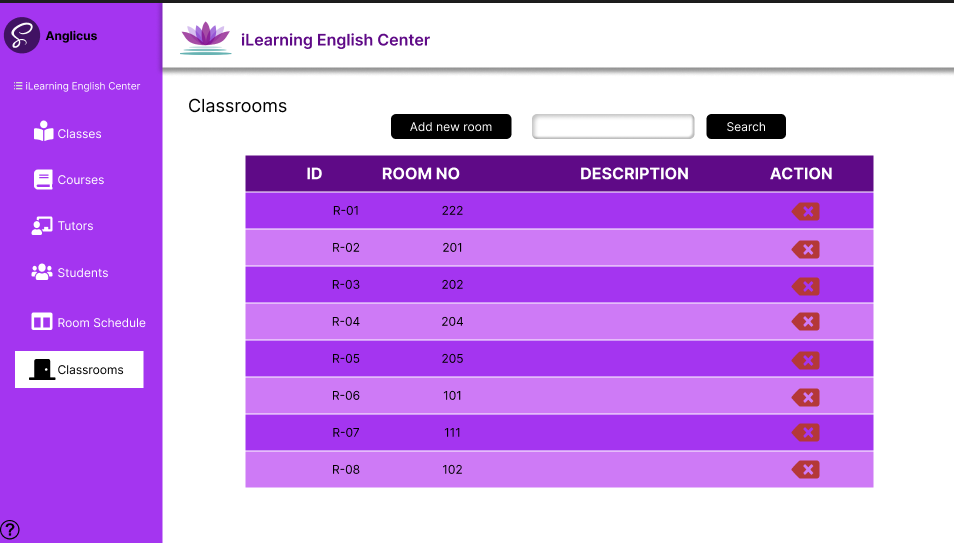 Anglicus
iLearning English Center
iLearning English Center
Classes
Courses
Tutors
Students
Room Schedule
Classrooms
?
Classrooms
Add new room Search
ID ROOM NO DESCRIPTION ACTION
R-01 222
R-02 201
R-03 202
R-04 204
R-05 205
R-06 101
R-07 111
R-08 102